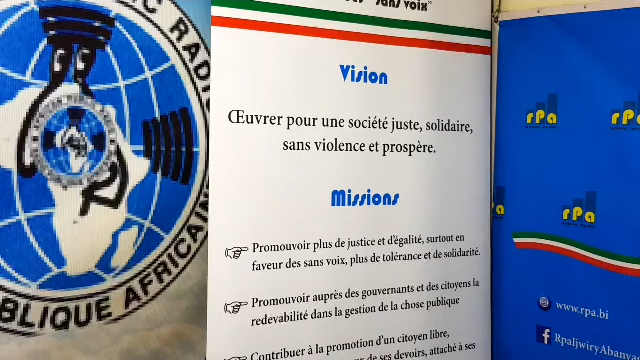 sans voix"
Vision
Œuvrer pour une société juste, solidaire,
sans violence et prospère.
Missions
Promouvoir plus de justice et d'égalité, surtout en
faveur des sans voix, plus de tolérance et de solidarité.
Promouvoir auprès des gouvernants et des citoyens la
redevabilité dans la gestion de la chose publique
Contribuer à la promotion d'un citoyen libre,
de ses devoirs, attaché à ses
RADI
BLIQUE AFRICAINE
rPa
rPa
rPa
www.rpa.bi
RpaIjwiryAbanya